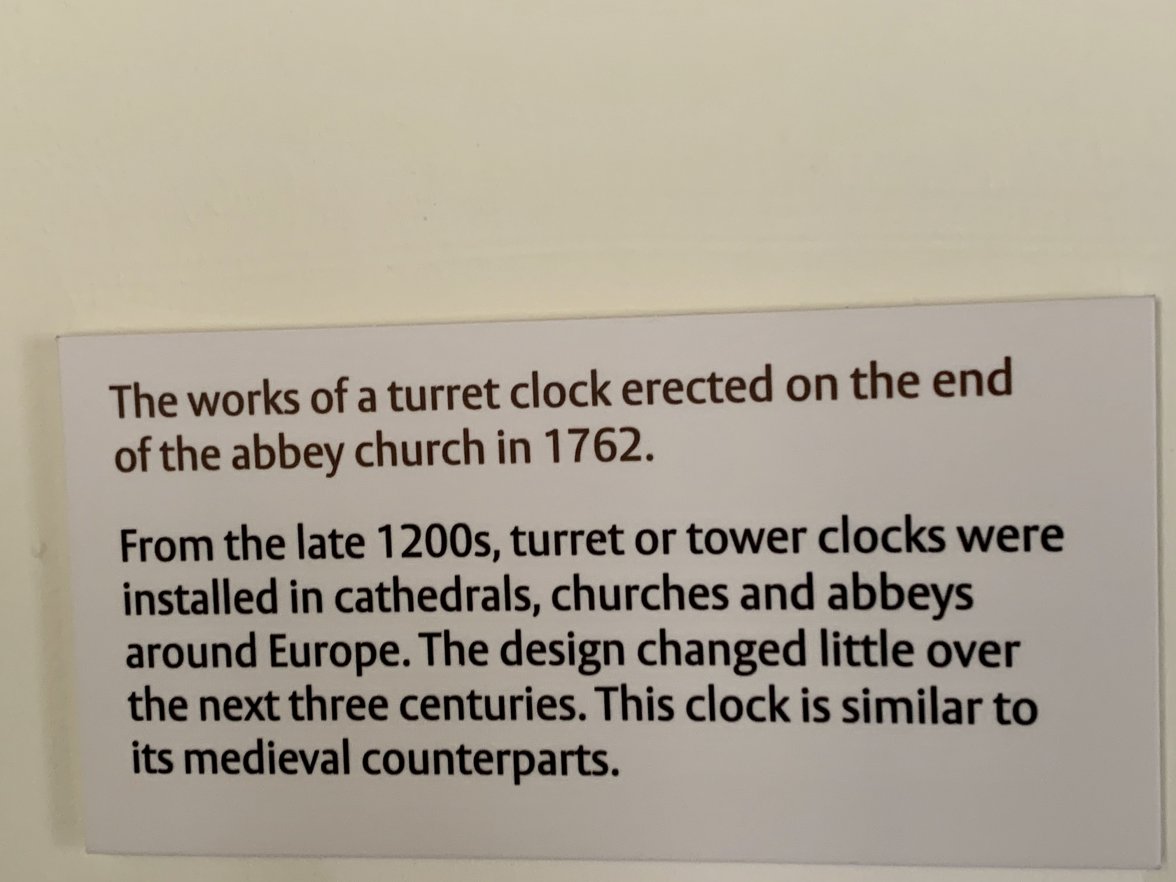 The works of a turret clock erected on the end
of the abbey church in 1762.
From the late 1200s, turret or tower clocks were
installed in cathedrals, churches and abbeys
around Europe. The design changed little over
the next three centuries. This clock is similar to
its medieval counterparts.